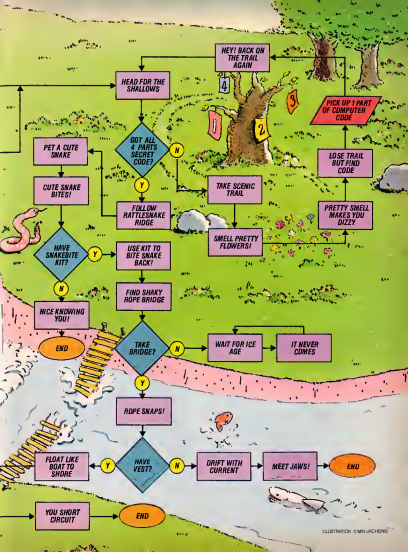 HEY! BACK ON
THE TRAIL
AGAIN
HEAD FOR THE
SHALLOWS
4
3
1
2
PICK UP 1 PART
OF COMPUTER
CODE
PET A CUTE
SNAKE
GOT ALL
4 PARTS
SECRET
CODE?
N
LOSE TRAIL
BUT FIND
CODE
CUTE SNAKE
BITES!
Y
TAKE SCENIC
TRAIL
FOLLOW
RATTLESNAKE
RIDGE
PRETTY SMELL
MAKES YOU
DIZZY
SMELL PRETTY
FLOWERS!
HAVE
SNAKEBITE
KIT?
Y
USE KIT TO
BITE SNAKE
BACK!
N
FIND SHAKY
ROPE BRIDGE
NICE KNOWING
YOU!
END
TAKE
BRIDGE?
N
WAIT FOR ICE
AGE
IT NEVER
COMES
Y
ROPE SNAPS!
FLOAT LIKE
BOAT TO
SHORE
Y
HAVE
VEST?
N
DRIFT WITH
CURRENT
MEET JAWS!
END
YOU SHORT
CIRCUIT
END